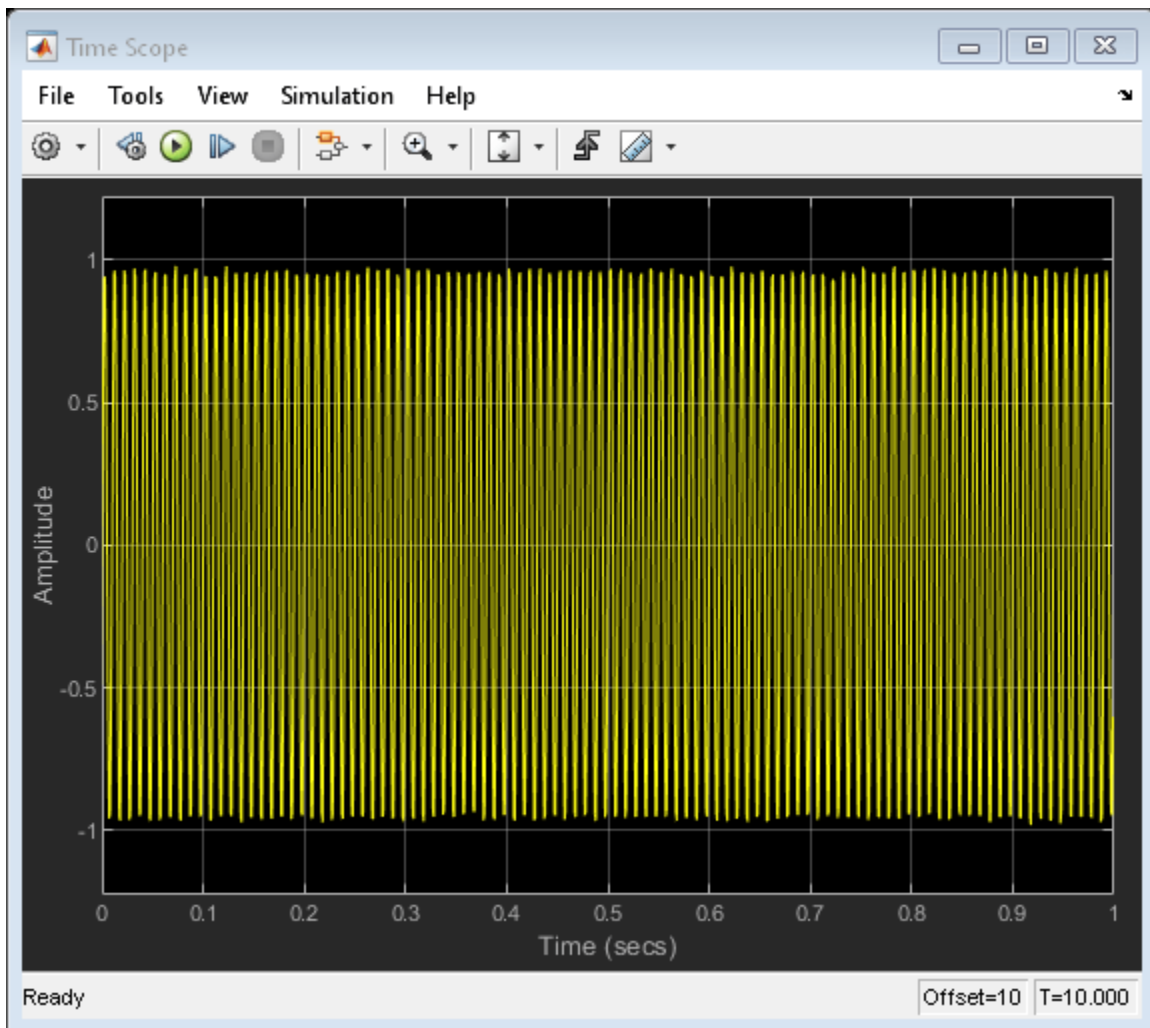 Time Scope
File Tools View Simulation Help
1
0.5
0
-0.5
-1
Amplitude
0 0.1 0.2 0.3 0.4 0.5 0.6 0.7 0.8 0.9 1
Time (secs)
Ready Offset=10 T=10.000